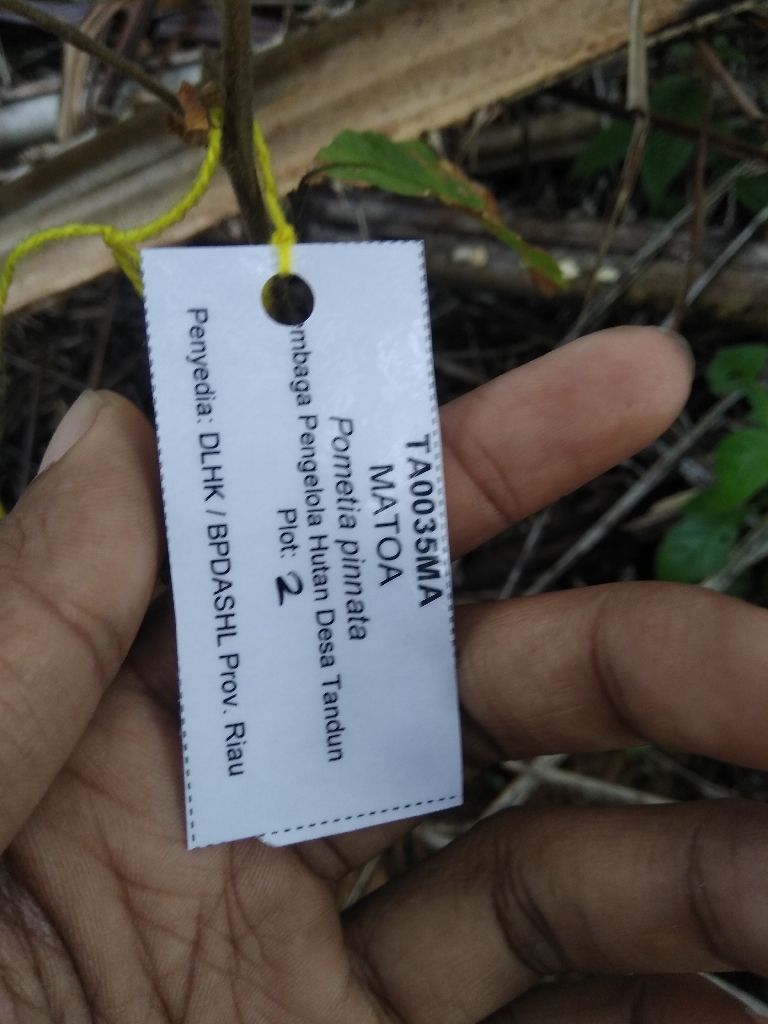 TA0035MA
MATOA
Pometia pinnata
mbaga Pengelola Hutan Desa Tandun
Plot: 2
Penyedia: DLHK / BPDASHL Prov. Riau